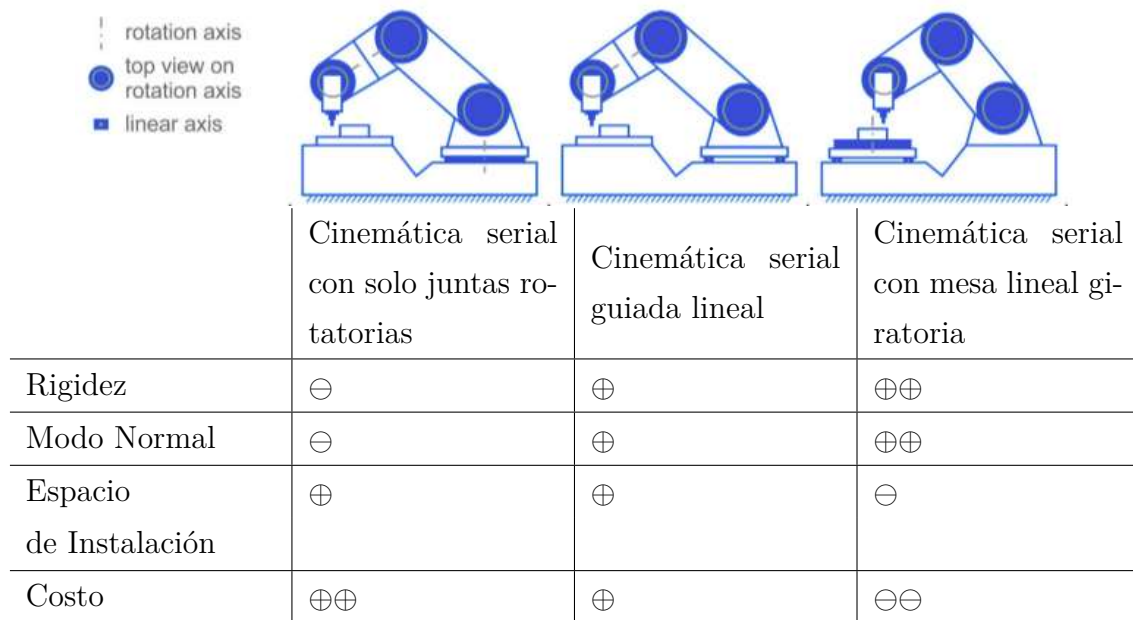 rotation axis
top view on
rotation axis
linear axis
Cinemática serial
con solo juntas ro-
tatorias
Cinemática serial
guiada lineal
Cinemática serial
con mesa lineal gi-
ratoria
Rigidez ⊖ ⊕ ⊕⊕
Modo Normal ⊖ ⊕ ⊕⊕
Espacio ⊕ ⊕ ⊖
de Instalación
Costo ⊕⊕ ⊕ ⊖⊖